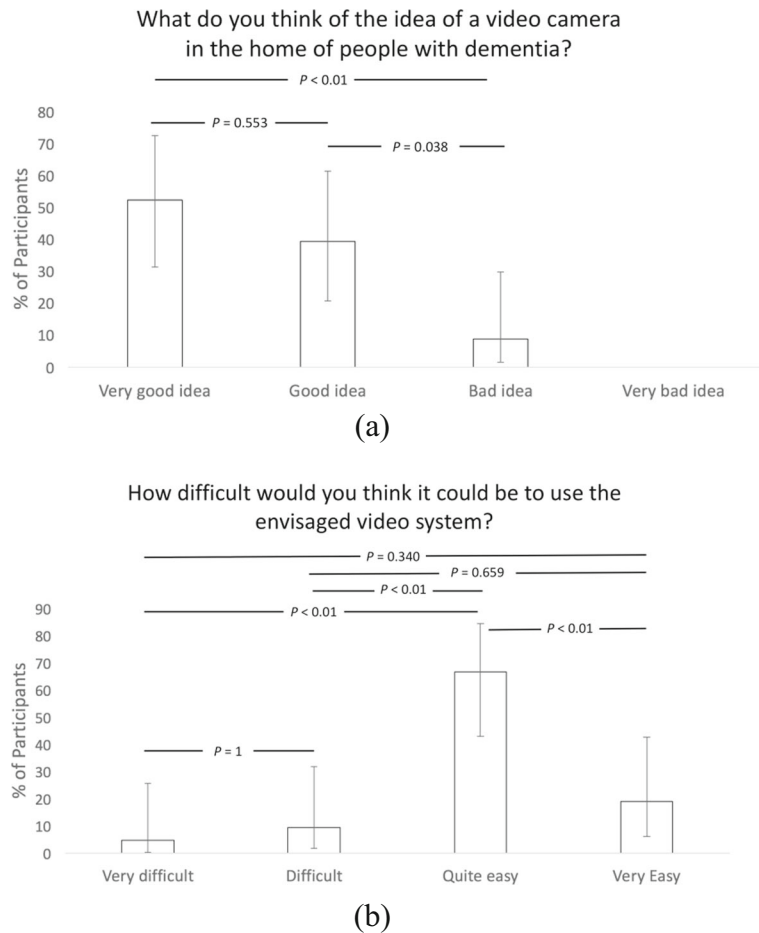 What do you think of the idea of a video camera
in the home of people with dementia?
P < 0.01
P = 0.553
P = 0.038
% of Participants
80
70
60
50
40
30
20
10
0
Very good idea
Good idea
Bad idea
Very bad idea
(a)
How difficult would you think it could be to use the
envisaged video system?
P = 0.340
P = 0.659
P < 0.01
P < 0.01
P < 0.01
P = 1
% of Participants
90
80
70
60
50
40
30
20
10
0
Very difficult
Difficult
Quite easy
Very Easy
(b)